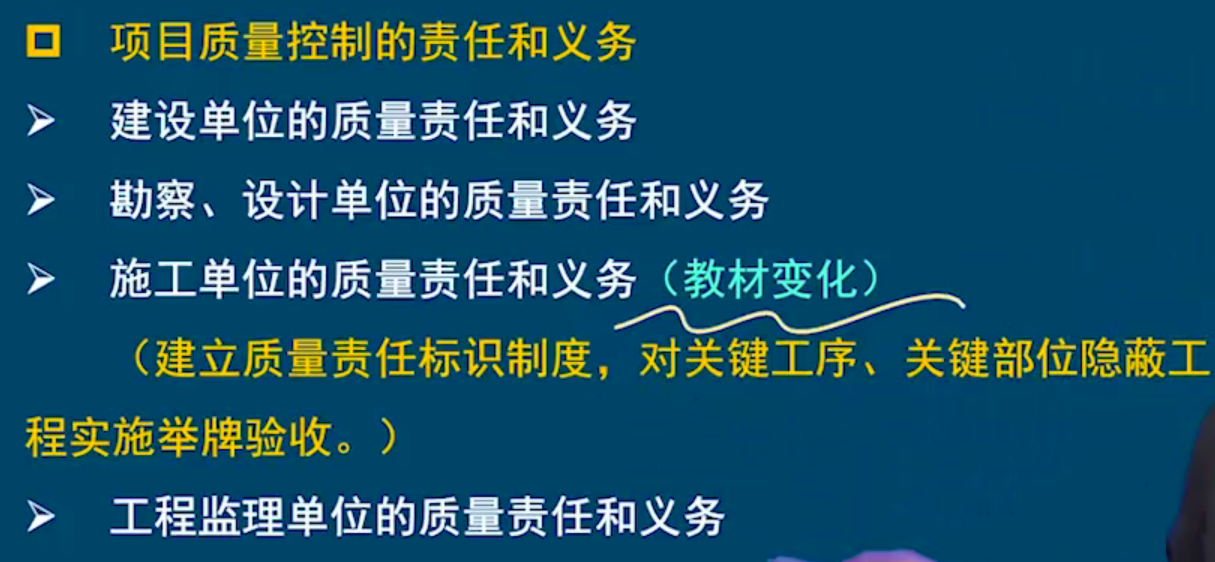 项目质量控制的责任和义务
建设单位的质量责任和义务
勘察、设计单位的质量责任和义务
施工单位的质量责任和义务（教材变化）
（建立质量责任标识制度，对关键工序、关键部位隐蔽工
程实施举牌验收。）
工程监理单位的质量责任和义务